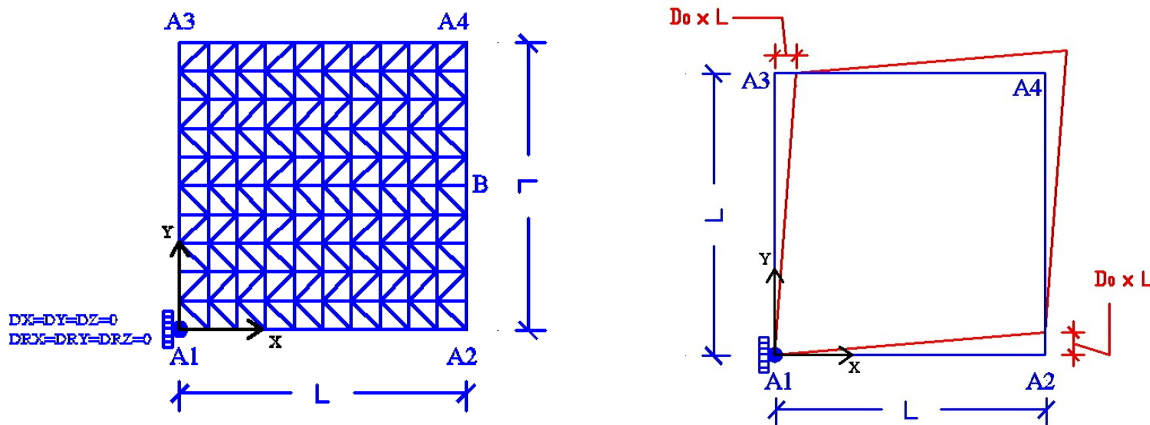 A3
A4
B
L
Y
DX=DY=DZ=0
DRX=DRY=DRZ=0
X
A1
A2
L
Do x L
A3
A4
L
Y
Do x L
X
A1
A2
L